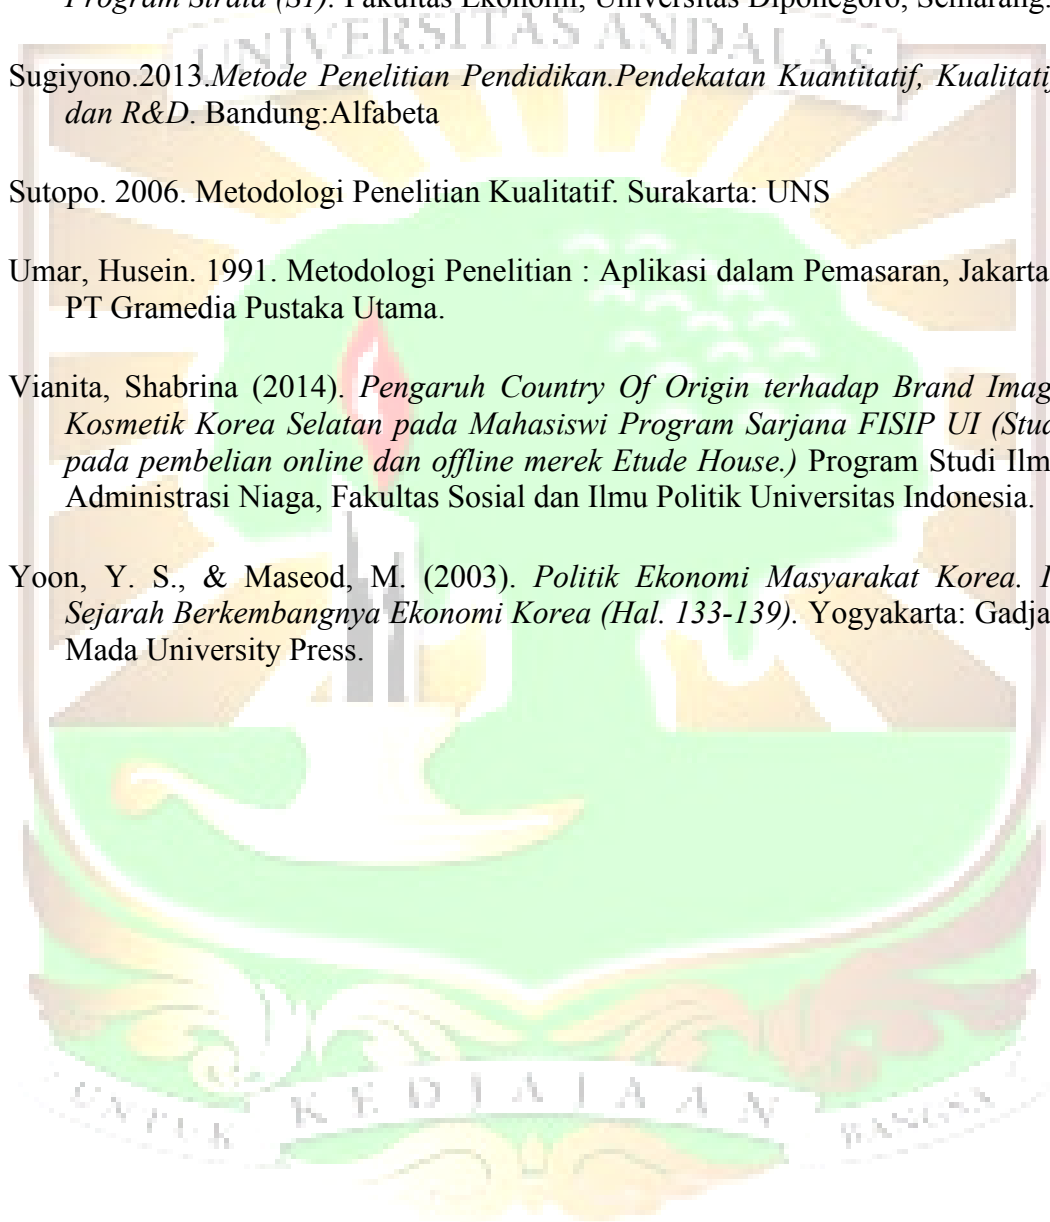 Program Strata (S1). Fakultas Ekonomi, Universitas Diponegoro, Semarang.
UNIVERSITAS ANDALAS
Sugiyono.2013.Metode Penelitian Pendidikan.Pendekatan Kuantitatif, Kualitatif
dan R&D. Bandung:Alfabeta
Sutopo. 2006. Metodologi Penelitian Kualitatif. Surakarta: UNS
Umar, Husein. 1991. Metodologi Penelitian : Aplikasi dalam Pemasaran, Jakarta
PT Gramedia Pustaka Utama.
Vianita, Shabrina (2014). Pengaruh Country Of Origin terhadap Brand Imag
Kosmetik Korea Selatan pada Mahasiswi Program Sarjana FISIP UI (Stud
pada pembelian online dan offline merek Etude House.) Program Studi Ilm
Administrasi Niaga, Fakultas Sosial dan Ilmu Politik Universitas Indonesia.
Yoon, Y. S., & Maseod, M. (2003). Politik Ekonomi Masyarakat Korea. I
Sejarah Berkembangnya Ekonomi Korea (Hal. 133-139). Yogyakarta: Gadja
Mada University Press.
UNTUK KEDJAJAAN BANGSA